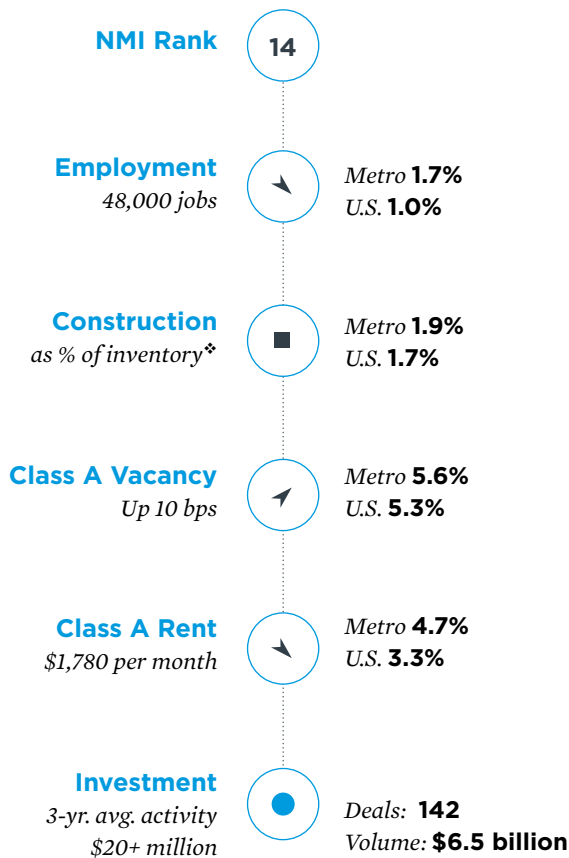 NMI Rank
14
Employment
48,000 jobs
Metro 1.7%
U.S. 1.0%
Construction
as % of inventory❖
Metro 1.9%
U.S. 1.7%
Class A Vacancy
Up 10 bps
Metro 5.6%
U.S. 5.3%
Class A Rent
$1,780 per month
Metro 4.7%
U.S. 3.3%
Investment
3-yr. avg. activity
$20+ million
Deals: 142
Volume: $6.5 billion